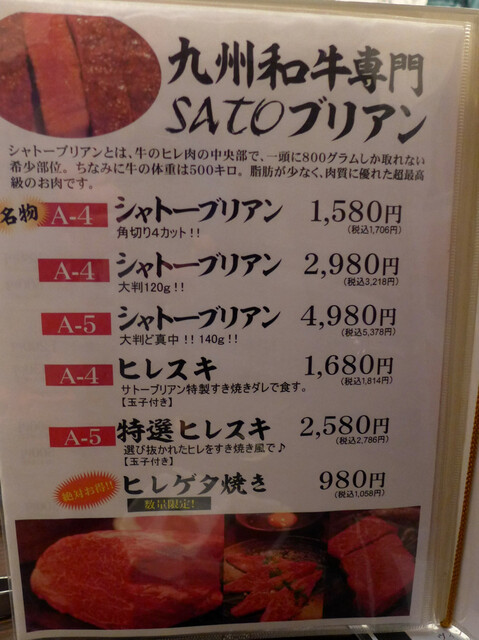 九州和牛専門
SATOブリアン
シャトーブリアンとは、牛のヒレ肉の中央部で、一頭に800グラムしか取れない
希少部位。ちなみに牛の体重は500キロ。脂肪が少なく、肉質に優れた超最高
級のお肉です。
名物 A-4 シャトーブリアン 1,580円
角切り4カット!! (税込1,706円)
A-4 シャトーブリアン 2,980円
大判120g!! (税込3,218円)
A-5 シャトーブリアン 4,980円
大判ど真中!!140g!! (税込5,378円)
A-4 ヒレスキ 1,680円
サトーブリアン特製すき焼きダレで食す。 (税込1,814円)
【玉子付き】
A-5 特選ヒレスキ 2,580円
選び抜かれたヒレをすき焼き風で♪ (税込2,786円)
【玉子付き】
絶対お得!! ヒレゲタ焼き 980円
数量限定! (税込1,058円)